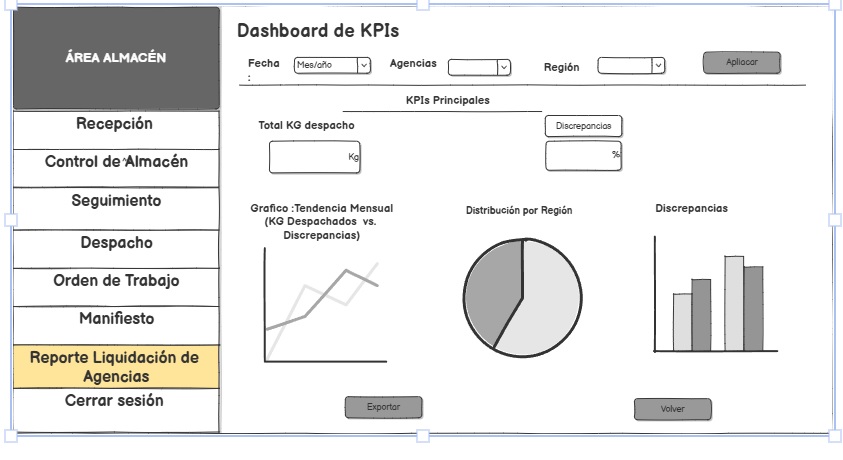 ÁREA ALMACÉN
Recepción
Control de Almacén
Seguimiento
Despacho
Orden de Trabajo
Manifiesto
Reporte Liquidación de
Agencias
Cerrar sesión
Dashboard de KPIs
Fecha
:
Mes/año
Agencias
Región
Apliacar
KPIs Principales
Total KG despacho
Kg
Discrepancias
%
Grafico :Tendencia Mensual
(KG Despachados vs.
Discrepancias)
Distribución por Región
Discrepancias
Exportar
Volver